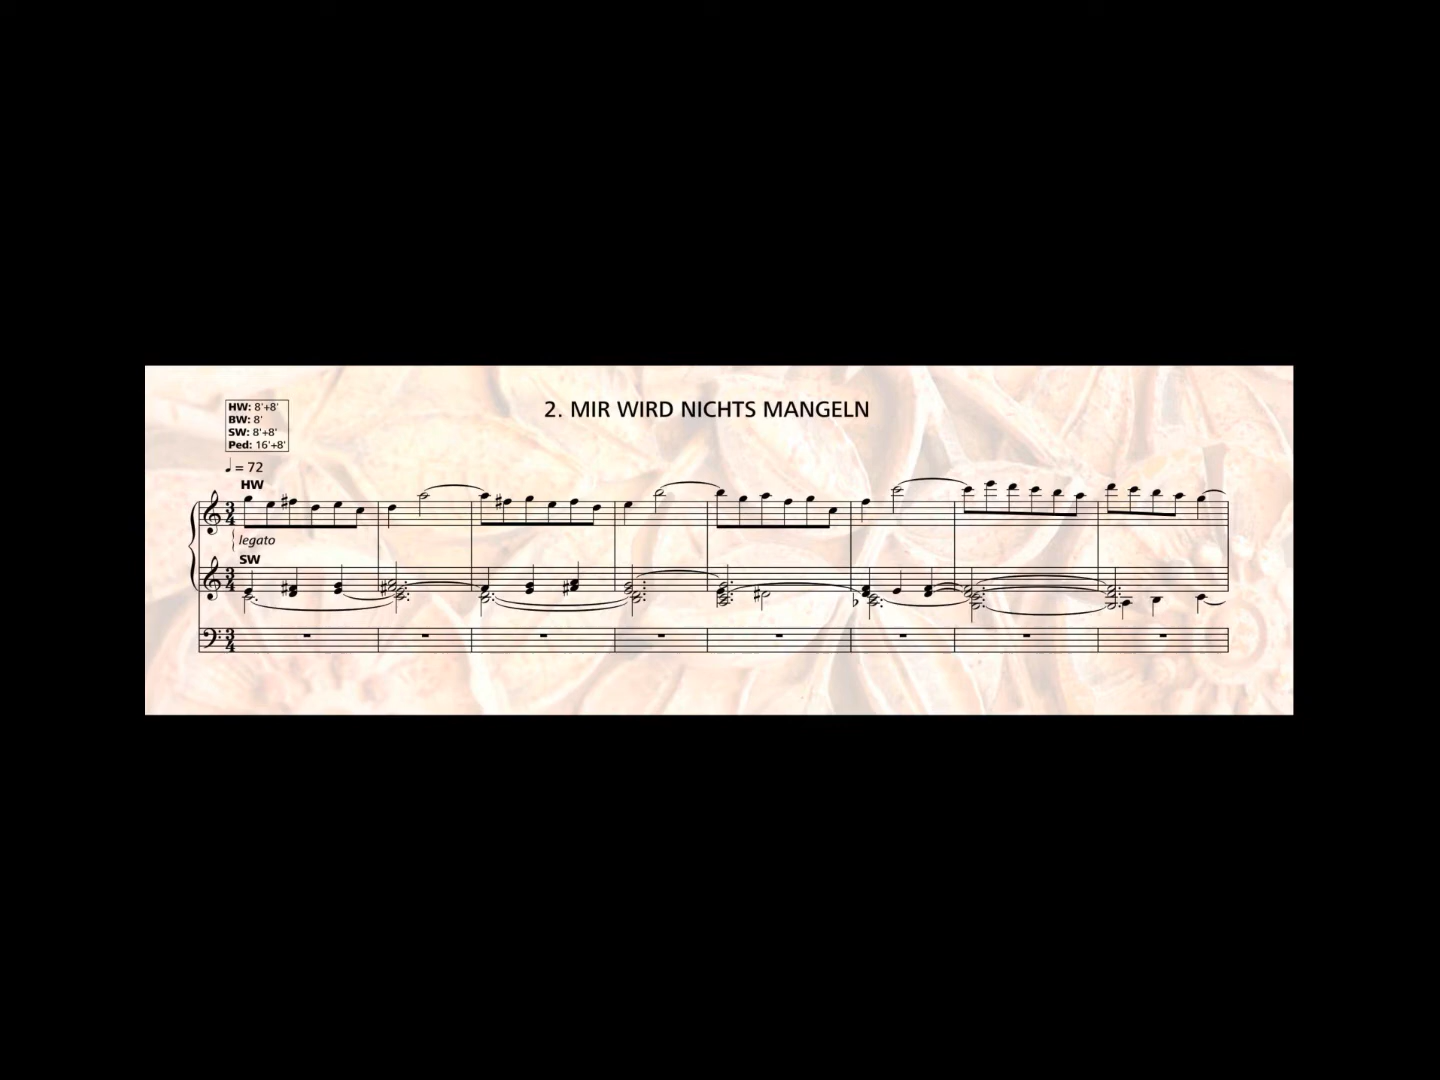 2. MIR WIRD NICHTS MANGELN
HW: 8'+8'
BW: 8'
SW: 8'+8'
Ped: 16'+8'
♩ = 72
HW
legato
SW